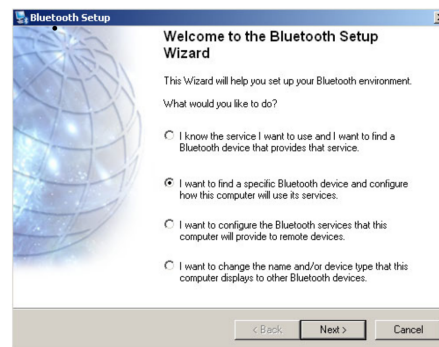 Bluetooth Setup
Welcome to the Bluetooth Setup
Wizard
This Wizard will help you set up your Bluetooth environment.
What would you like to do?
I know the service I want to use and I want to find a
Bluetooth device that provides that service.
I want to find a specific Bluetooth device and configure
how this computer will use its services.
I want to configure the Bluetooth services that this
computer will provide to remote devices.
I want to change the name and/or device type that this
computer displays to other Bluetooth devices.
< Back Next > Cancel